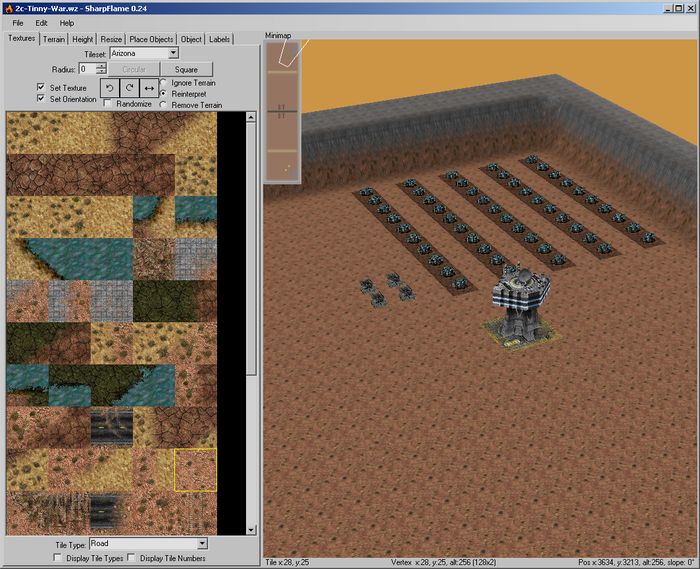 2c-Tinny-War.wz - SharpFlame 0.24
File Edit Help
Textures Terrain Height Resize Place Objects Object Labels
Tileset: Arizona
Radius: 0 Circular Square
Set Texture
Set Orientation
Randomize
Ignore Terrain
Reinterpret
Remove Terrain
Minimap
Tile Type: Road
Display Tile Types Display Tile Numbers
Tile x:28, y:25
Vertex x:28, y:25, alt:256 (128x2)
Pos x:3634, y:3213, alt:256, slope: 0°